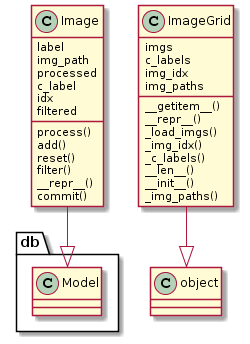 C Image
label
img_path
processed
c_label
idx
filtered
process()
add()
reset()
filter()
__repr__()
commit()
C ImageGrid
imgs
c_labels
img_idx
img_paths
__getitem__()
__repr__()
_load_imgs()
_img_idx()
_c_labels()
__len__()
__init__()
_img_paths()
db
C Model
C object